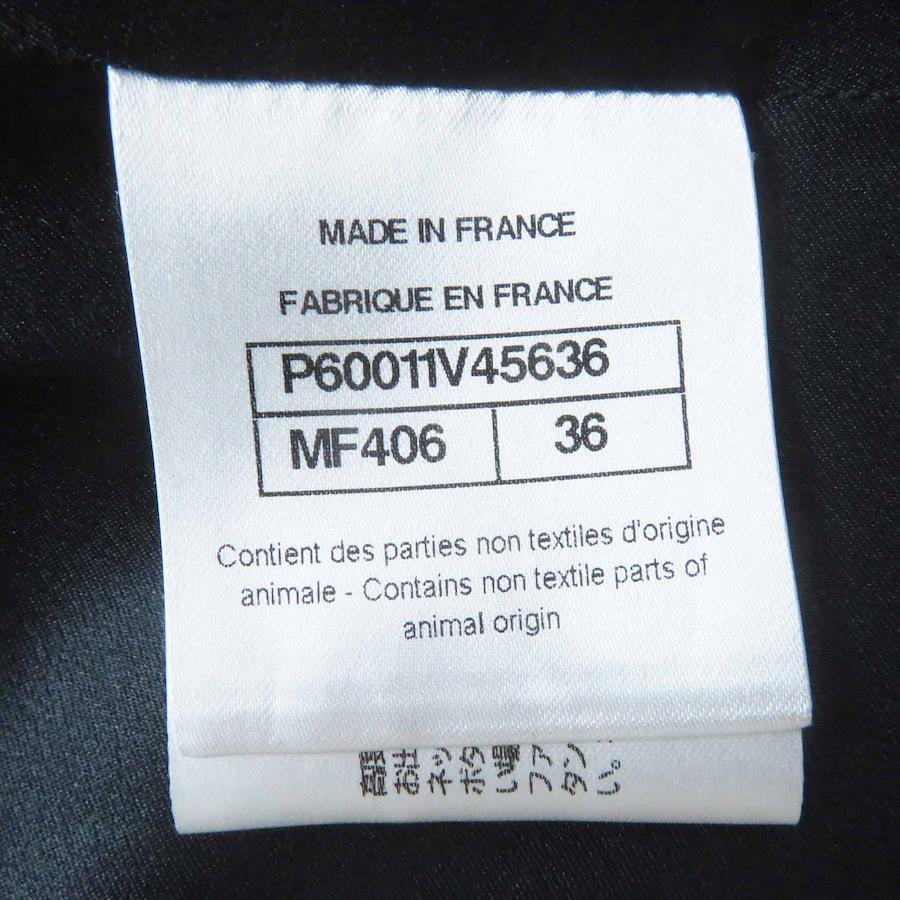 MADE IN FRANCE
FABRIQUE EN FRANCE
P60011V45636
MF406 36
Contient des parties non textiles d'origine
animale - Contains non textile parts of
animal origin